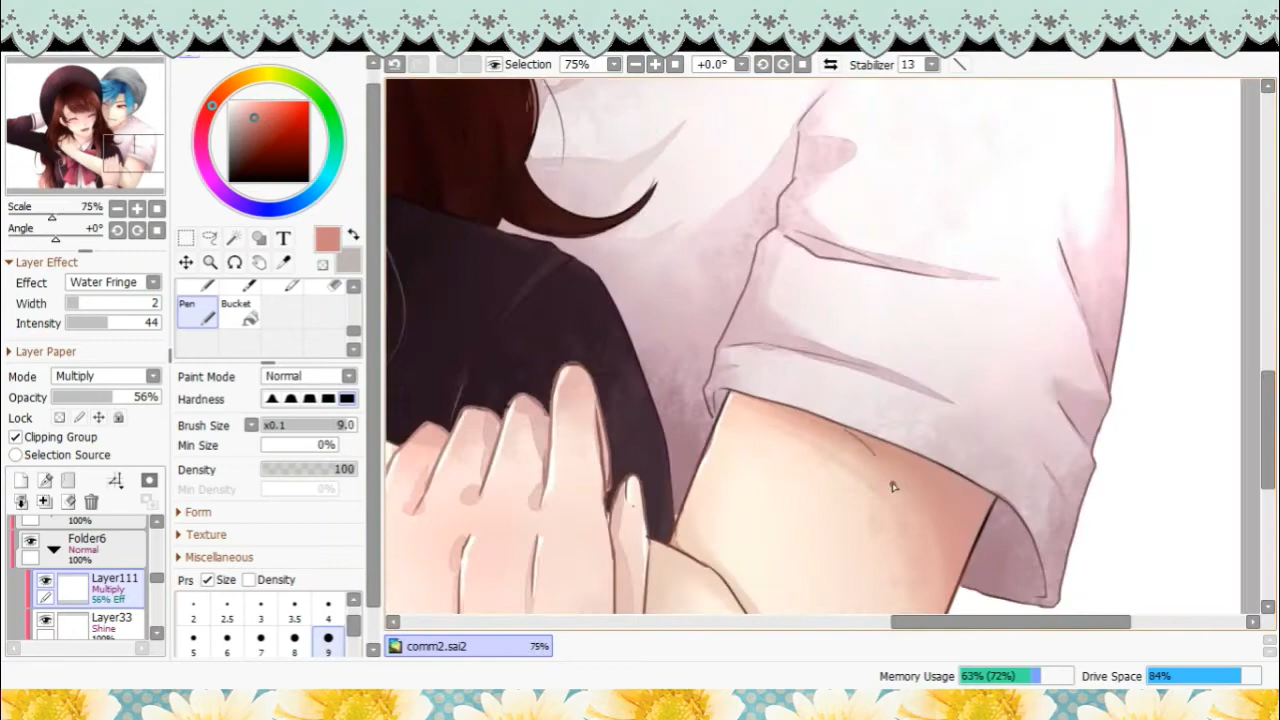 Selection 75% +0.0° Stabilizer 13
Scale 75%
Angle +0°
Layer Effect
Effect Water Fringe
Width 2
Intensity 44
Layer Paper
Mode Multiply
Opacity 56%
Lock
Clipping Group
Selection Source
100%
Folder6
Normal
100%
Layer111
Multiply
56% Eff
Layer33
Shine
100%
T
Pen Bucket
Paint Mode Normal
Hardness
Brush Size x0.1 9.0
Min Size 0%
Density 100
Min Density 0%
Form
Texture
Miscellaneous
Prs Size Density
2 2.5 3 3.5 4
5 6 7 8 9
comm2.sai2 75%
Memory Usage 63% (72%) Drive Space 84%